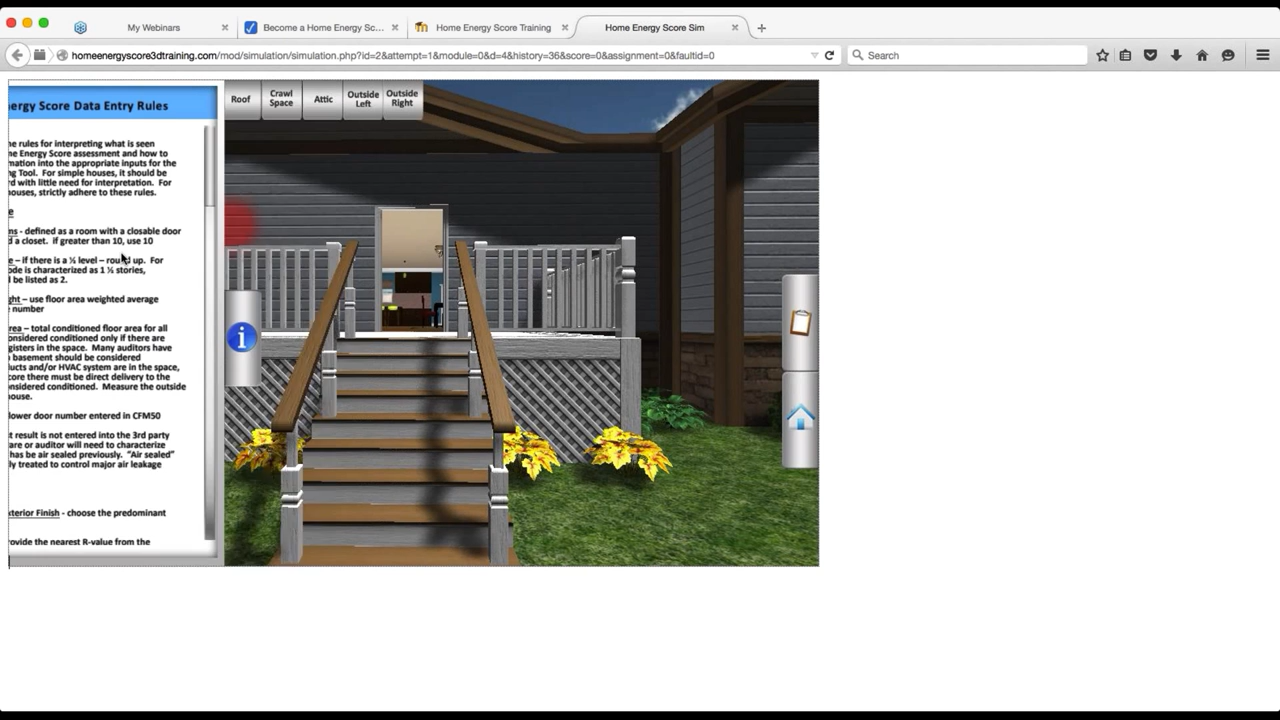 My Webinars
Become a Home Energy Sc...
Home Energy Score Training
Home Energy Score Sim
homeenergyscore3dtraining.com/mod/simulation/simulation.php?id=2&attempt=1&module=0&d=4&history=36&score=0&assignment=0&faultid=0
Search
Roof
Crawl
Space
Attic
Outside
Left
Outside
Right
ergy Score Data Entry Rules
e rules for interpreting what is seen
e Energy Score assessment and how to
mation into the appropriate inputs for the
ng Tool. For simple houses, it should be
rd with little need for interpretation. For
houses, strictly adhere to these rules.
e
ms - defined as a room with a closable door
d a closet. if greater than 10, use 10
e – if there is a ½ level – round up. For
ode is characterized as 1 ½ stories,
l be listed as 2.
ght – use floor area weighted average
number
rea – total conditioned floor area for all
onsidered conditioned only if there are
gisters in the space. Many auditors have
basement should be considered
ducts and/or HVAC system are in the space,
core there must be direct delivery to the
nsidered conditioned. Measure the outside
ouse.
lower door number entered in CFM50
t result is not entered into the 3rd party
are or auditor will need to characterize
has be air sealed previously. "Air sealed"
ly treated to control major air leakage
xterior Finish - choose the predominant
rovide the nearest R-value from the
i